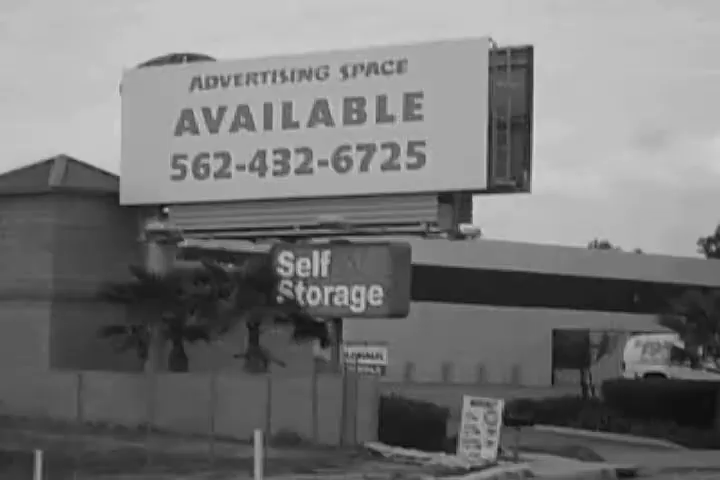 ADVERTISING SPACE
AVAILABLE
562-432-6725
Self
Storage